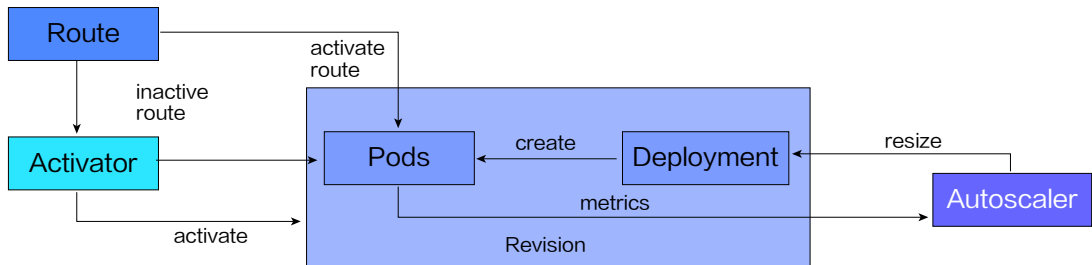 Route
activate
route
inactive
route
Activator
Pods
create
Deployment
resize
Autoscaler
metrics
activate
Revision